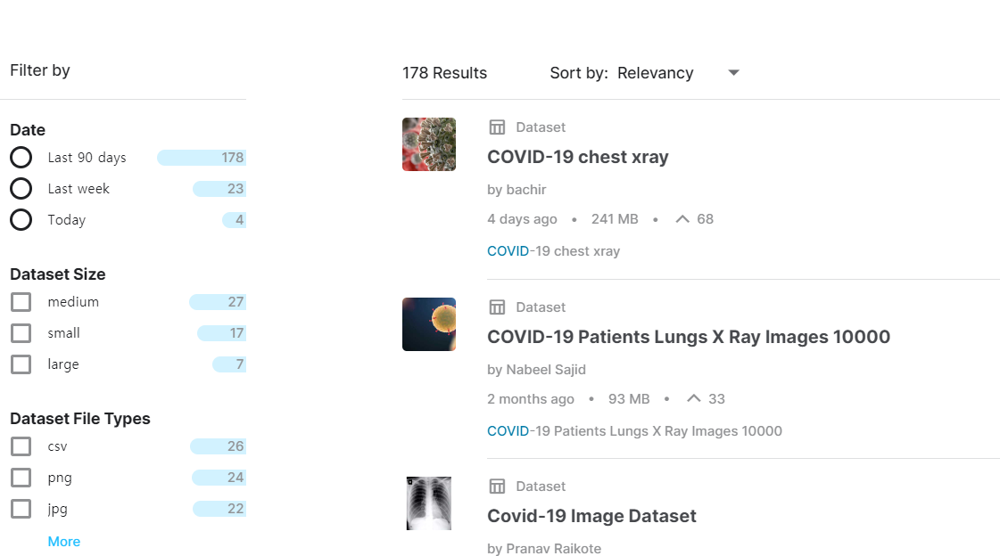 Filter by
178 Results
Sort by: Relevancy
Date
Last 90 days 178
Last week 23
Today 4
Dataset Size
medium 27
small 17
large 7
Dataset File Types
csv 26
png 24
jpg 22
More
Dataset
COVID-19 chest xray
by bachir
4 days ago • 241 MB • 68
COVID-19 chest xray
Dataset
COVID-19 Patients Lungs X Ray Images 10000
by Nabeel Sajid
2 months ago • 93 MB • 33
COVID-19 Patients Lungs X Ray Images 10000
Dataset
Covid-19 Image Dataset
by Pranav Raikote